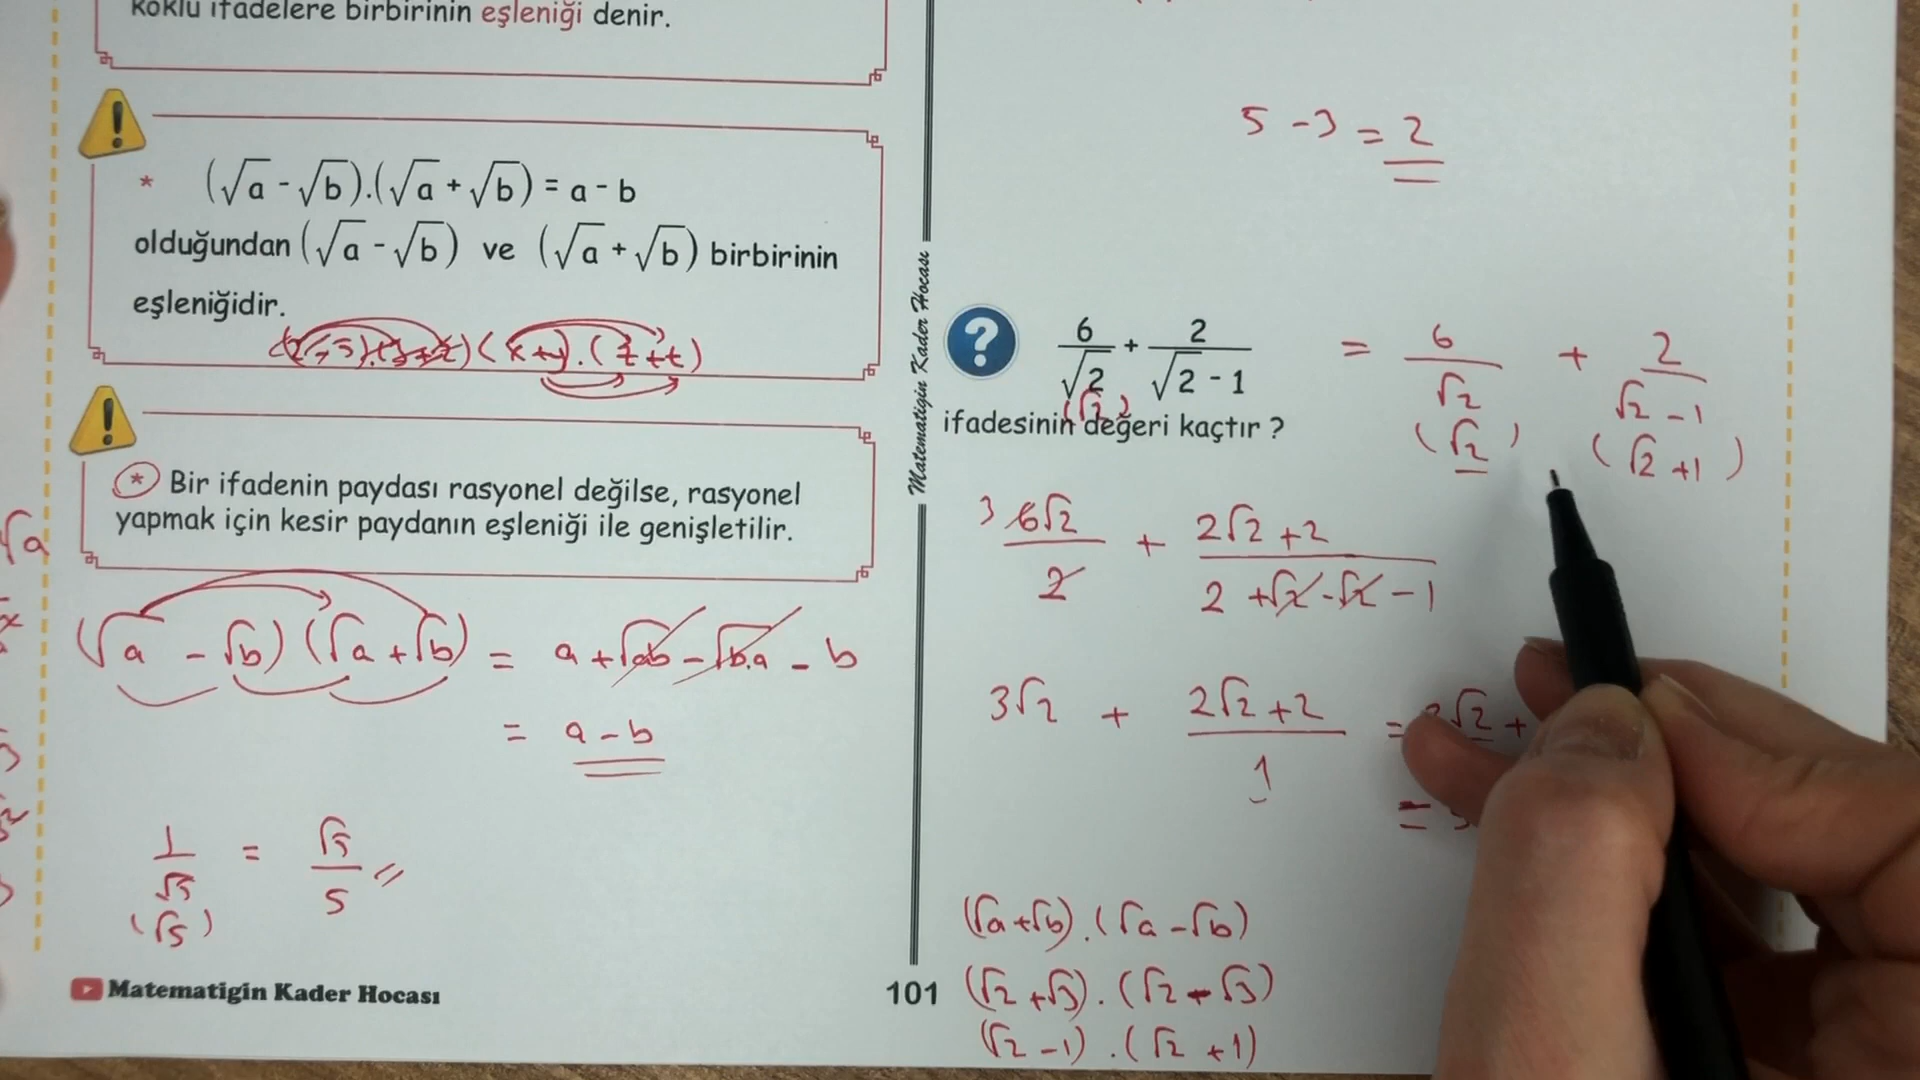 köklü ifadelere birbirinin eşleniği denir.
* (√a - √b).(√a + √b) = a - b
olduğundan (√a - √b) ve (√a + √b) birbirinin
eşleniğidir.
(x+y).(z+t)
* Bir ifadenin paydası rasyonel değilse, rasyonel
yapmak için kesir paydanın eşleniği ile genişletilir.
(√a - √b) (√a + √b) = a + √ab - √b.a - b
= a - b
1/√5 = √5/5
(√5)
Matematigin Kader Hocası
Matematigin Kader Hocası
101
5 - 3 = 2
6/√2 + 2/(√2 - 1) = 6/√2 + 2/(√2 - 1)
(√2) (√2) (√2 + 1)
ifadesinin değeri kaçtır ?
3 6√2/2 + (2√2 + 2)/(2 + √2 - √2 - 1)
3√2 + (2√2 + 2)/1 = 3√2 +
=
(√a + √b).(√a - √b)
(√2 + √3).(√2 - √3)
(√2 - 1).(√2 + 1)